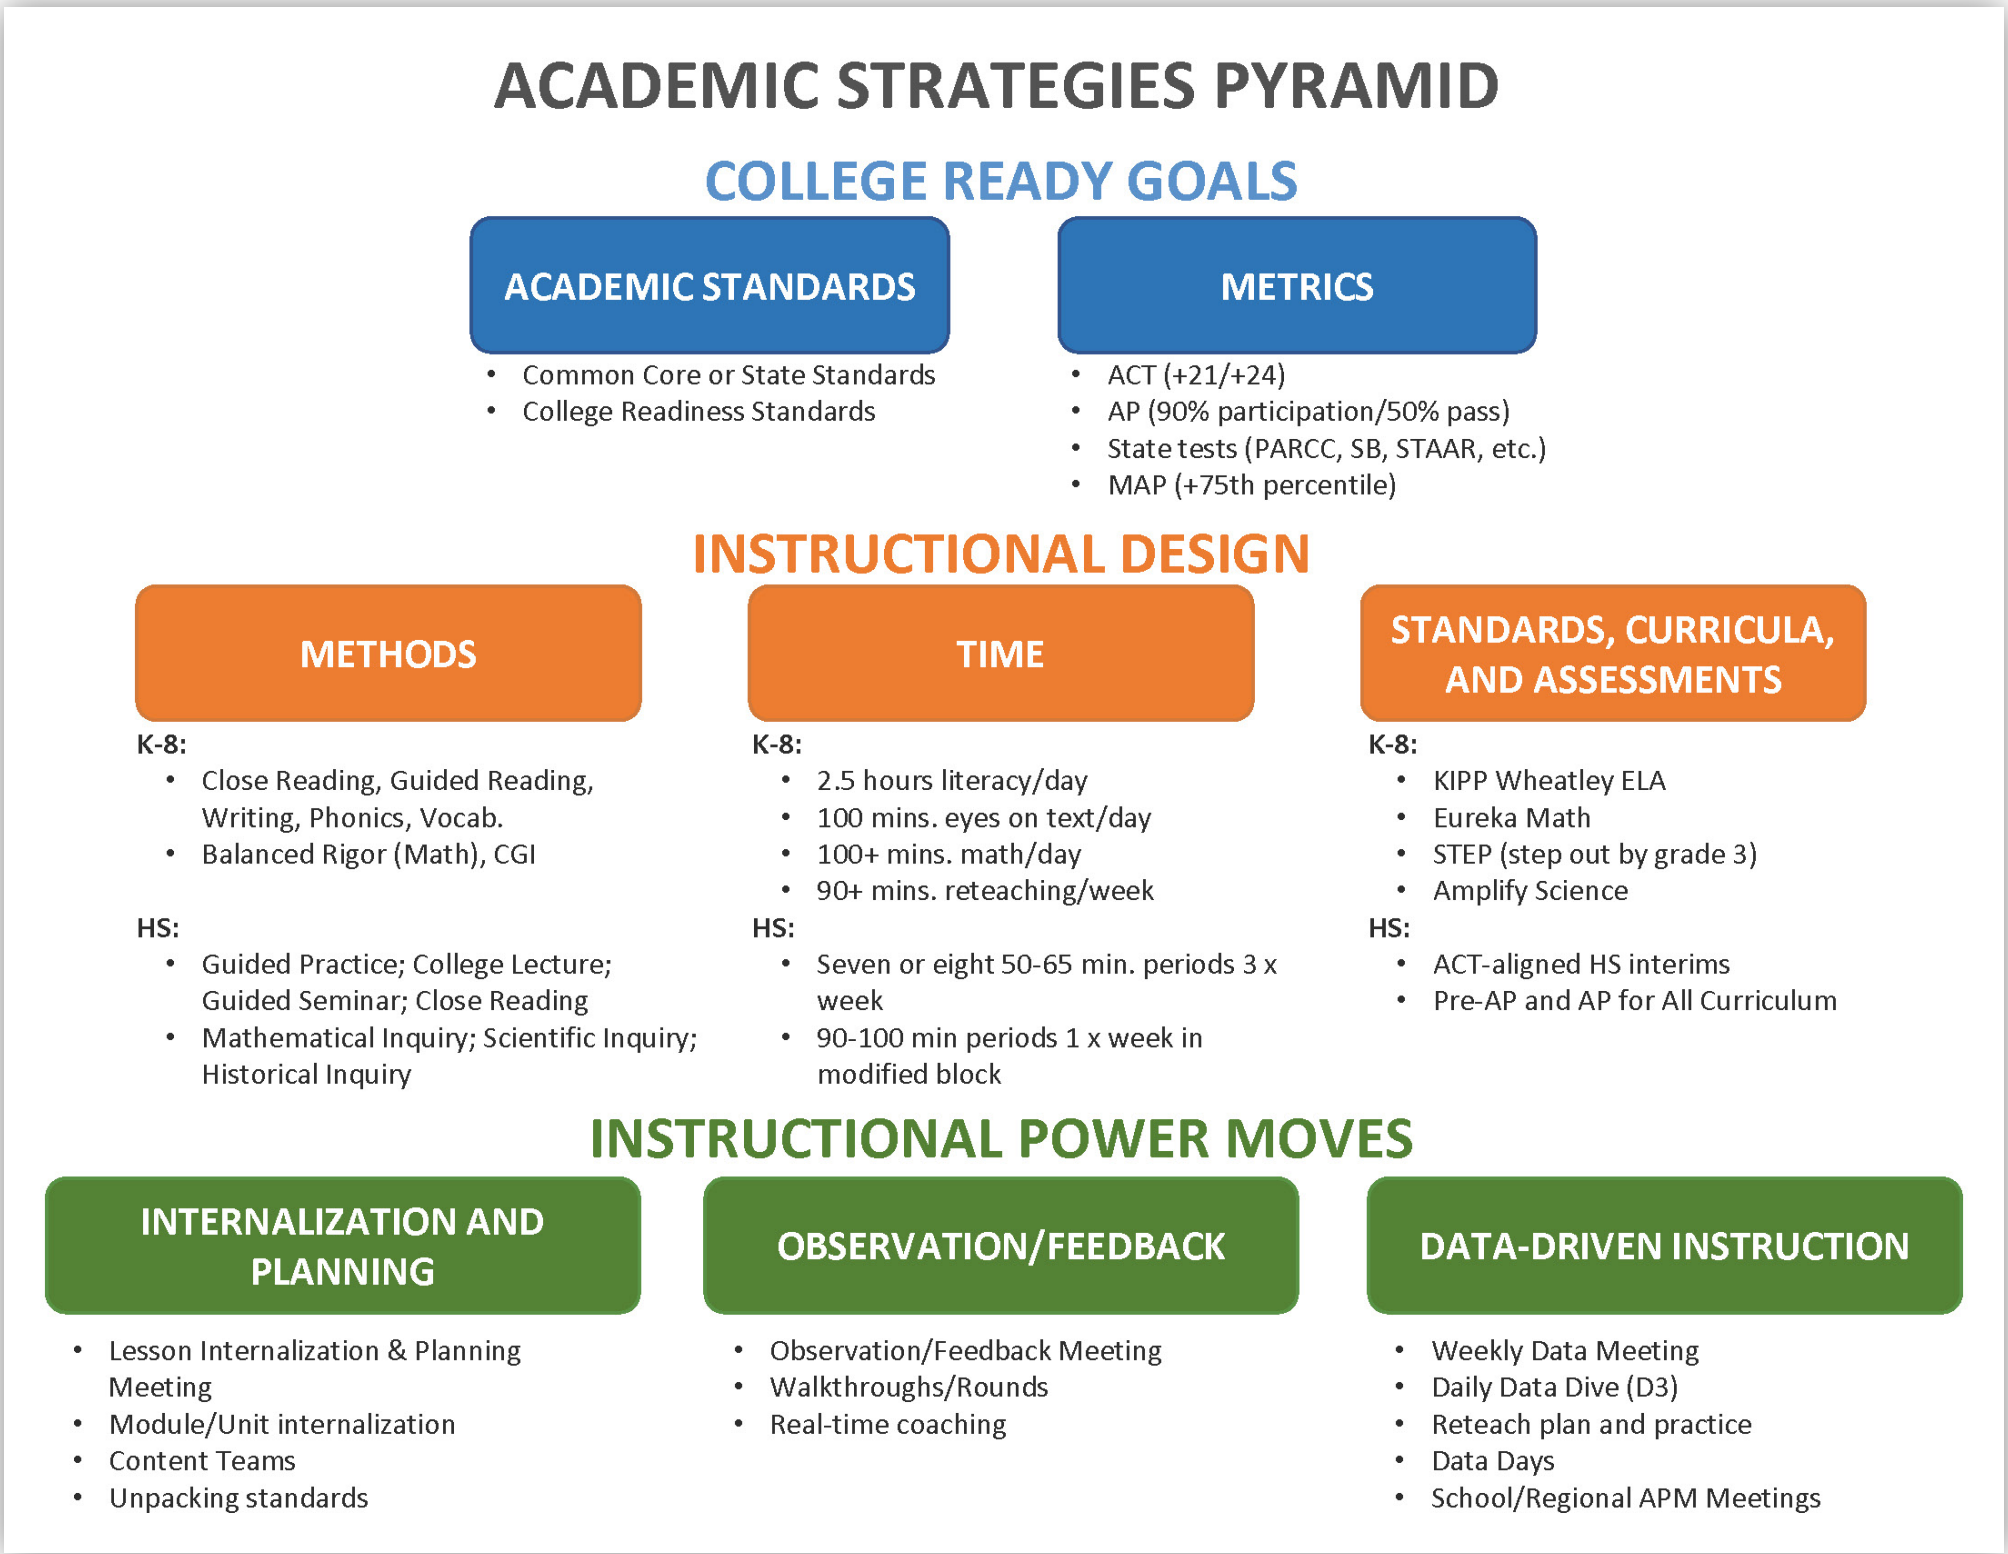 ACADEMIC STRATEGIES PYRAMID
COLLEGE READY GOALS
ACADEMIC STANDARDS
• Common Core or State Standards
• College Readiness Standards
METRICS
• ACT (+21/+24)
• AP (90% participation/50% pass)
• State tests (PARCC, SB, STAAR, etc.)
• MAP (+75th percentile)
INSTRUCTIONAL DESIGN
METHODS
K-8:
• Close Reading, Guided Reading,
Writing, Phonics, Vocab.
• Balanced Rigor (Math), CGI
HS:
• Guided Practice; College Lecture;
Guided Seminar; Close Reading
• Mathematical Inquiry; Scientific Inquiry;
Historical Inquiry
TIME
K-8:
• 2.5 hours literacy/day
• 100 mins. eyes on text/day
• 100+ mins. math/day
• 90+ mins. reteaching/week
HS:
• Seven or eight 50-65 min. periods 3 x
week
• 90-100 min periods 1 x week in
modified block
STANDARDS, CURRICULA,
AND ASSESSMENTS
K-8:
• KIPP Wheatley ELA
• Eureka Math
• STEP (step out by grade 3)
• Amplify Science
HS:
• ACT-aligned HS interims
• Pre-AP and AP for All Curriculum
INSTRUCTIONAL POWER MOVES
INTERNALIZATION AND
PLANNING
• Lesson Internalization & Planning
Meeting
• Module/Unit internalization
• Content Teams
• Unpacking standards
OBSERVATION/FEEDBACK
• Observation/Feedback Meeting
• Walkthroughs/Rounds
• Real-time coaching
DATA-DRIVEN INSTRUCTION
• Weekly Data Meeting
• Daily Data Dive (D3)
• Reteach plan and practice
• Data Days
• School/Regional APM Meetings